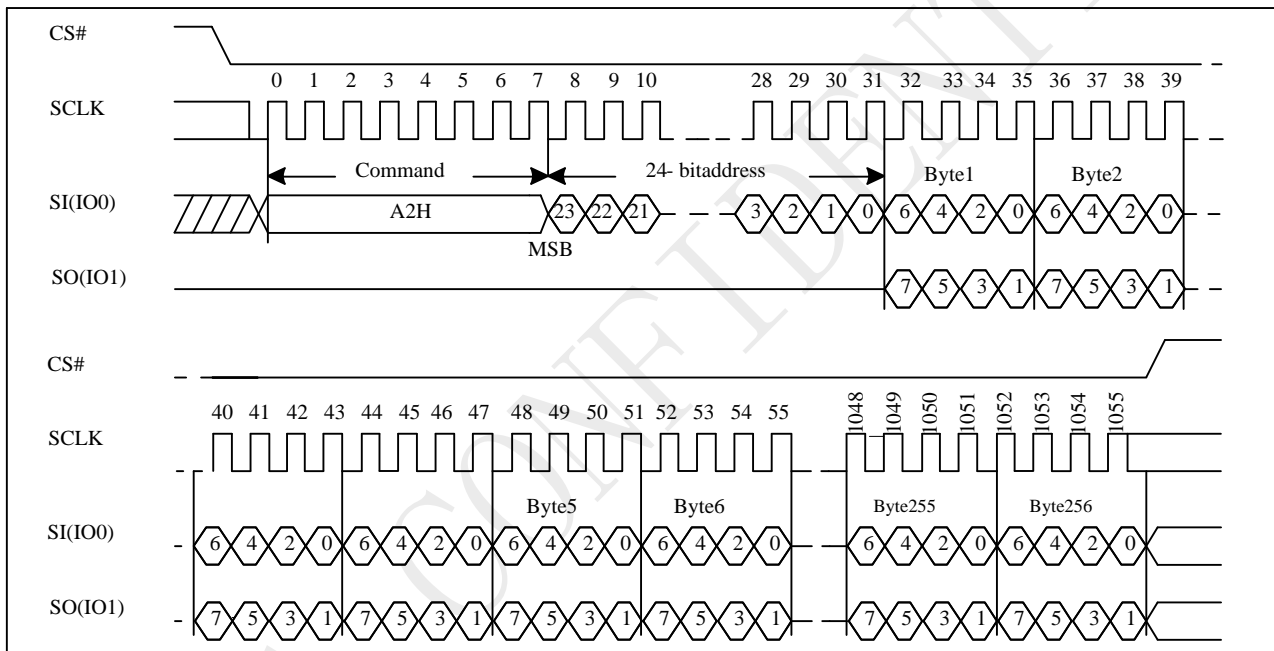 CS#
0 1 2 3 4 5 6 7 8 9 10 28 29 30 31 32 33 34 35 36 37 38 39
SCLK
Command 24- bitaddress Byte1 Byte2
SI(IO0) A2H 23 22 21 3 2 1 0 6 4 2 0 6 4 2 0
MSB
SO(IO1) 7 5 3 1 7 5 3 1
CS#
40 41 42 43 44 45 46 47 48 49 50 51 52 53 54 55 1048 1049 1050 1051 1052 1053 1054 1055
SCLK
Byte5 Byte6 Byte255 Byte256
SI(IO0) 6 4 2 0 6 4 2 0 6 4 2 0 6 4 2 0 6 4 2 0 6 4 2 0
SO(IO1) 7 5 3 1 7 5 3 1 7 5 3 1 7 5 3 1 7 5 3 1 7 5 3 1
CONFIDENT